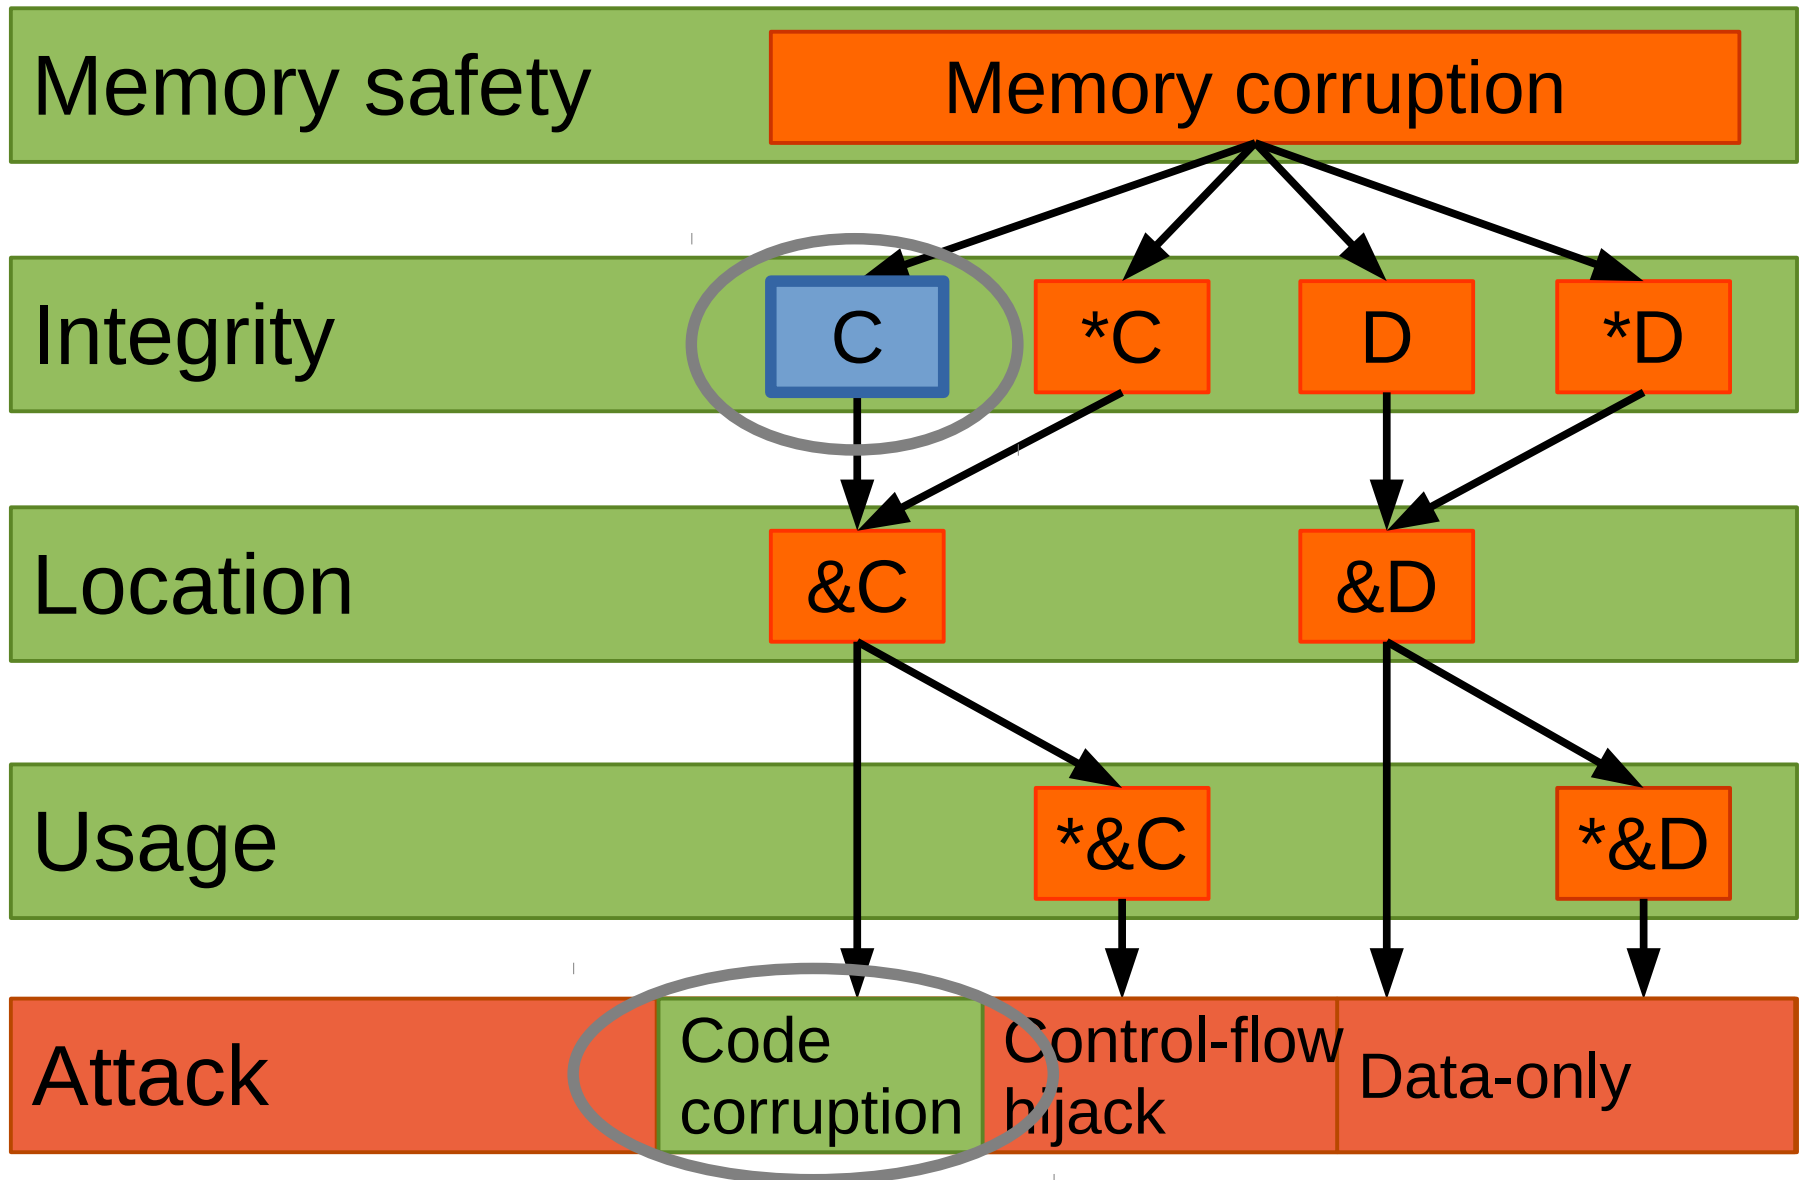 Memory safety
Memory corruption
Integrity
C
*C
D
*D
Location
&C
&D
Usage
*&C
*&D
Attack
Code
corruption
Control-flow
hijack
Data-only